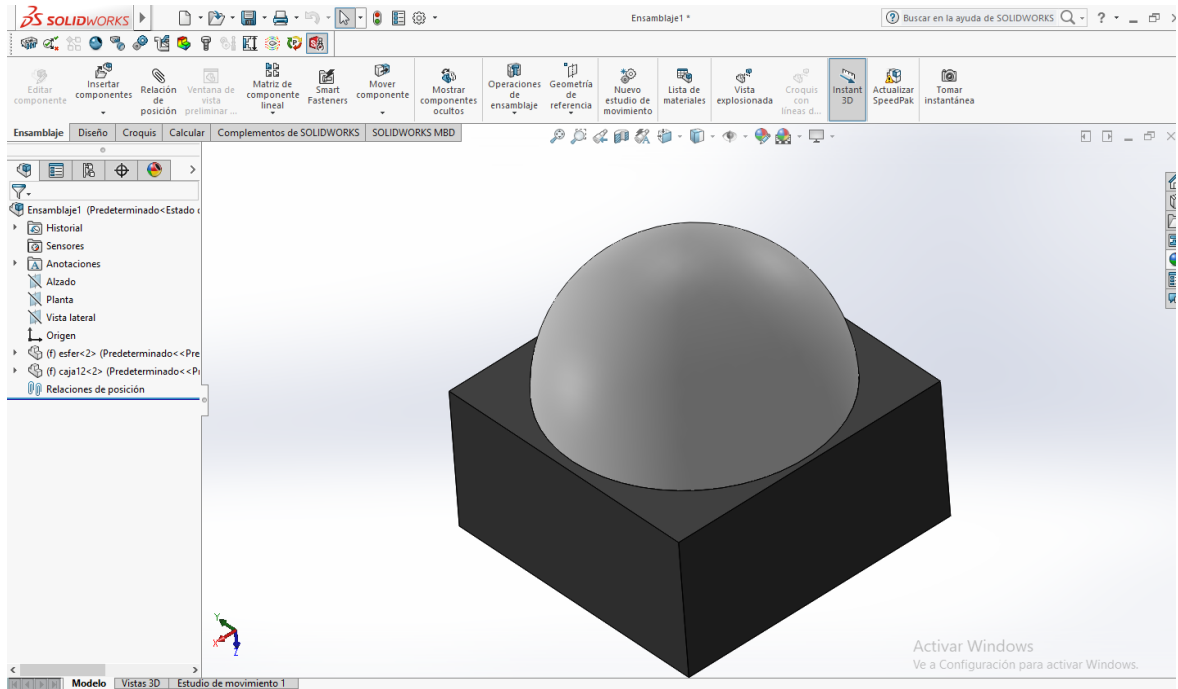 SOLIDWORKS
Ensamblaje1 *
Buscar en la ayuda de SOLIDWORKS
?
Editar componente
Insertar componentes
Relación de posición
Ventana de vista preliminar ...
Matriz de componente lineal
Smart Fasteners
Mover componente
Mostrar componentes ocultos
Operaciones de ensamblaje
Geometría de referencia
Nuevo estudio de movimiento
Lista de materiales
Vista explosionada
Croquis con líneas d...
Instant 3D
Actualizar SpeedPak
Tomar instantánea
Ensamblaje Diseño Croquis Calcular Complementos de SOLIDWORKS SOLIDWORKS MBD
Ensamblaje1 (Predeterminado<Estado
Historial
Sensores
Anotaciones
Alzado
Planta
Vista lateral
Origen
(f) esfer<2> (Predeterminado<<Pre
(f) caja12<2> (Predeterminado<<P
Relaciones de posición
Y
X
Z
Activar Windows
Ve a Configuración para activar Windows.
Modelo Vistas 3D Estudio de movimiento 1